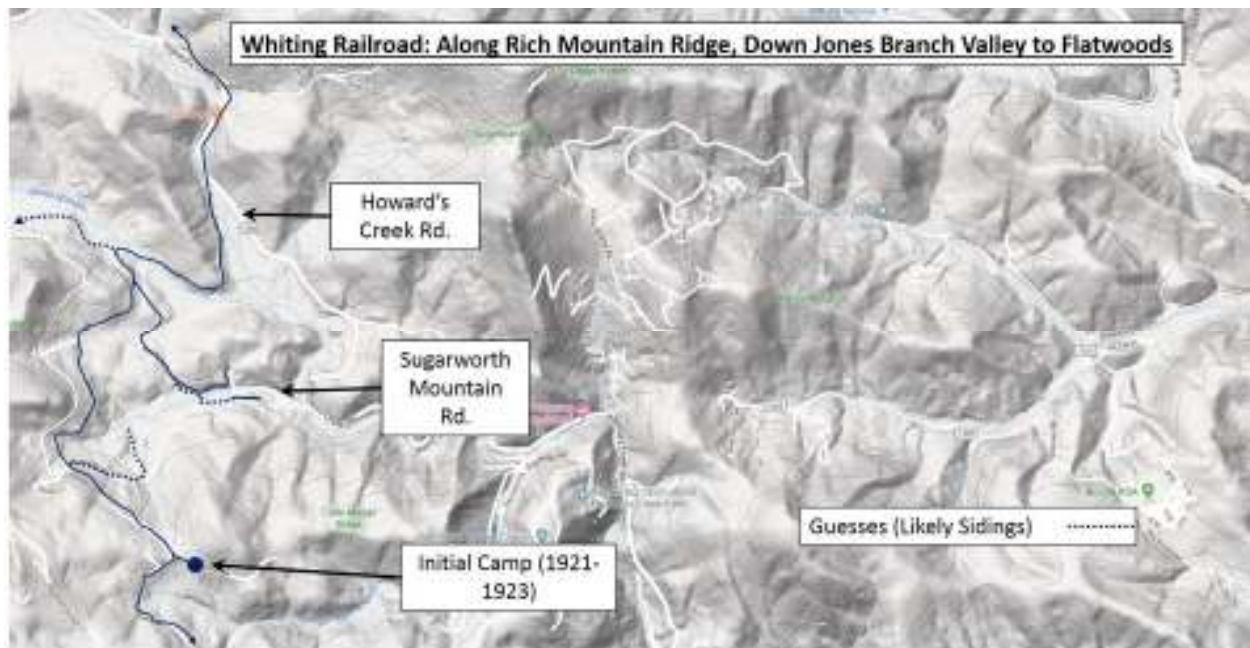 Whiting Railroad: Along Rich Mountain Ridge, Down Jones Branch Valley to Flatwoods
Howard's
Creek Rd.
Sugarworth
Mountain
Rd.
Guesses (Likely Sidings)
Initial Camp (1921-
1923)